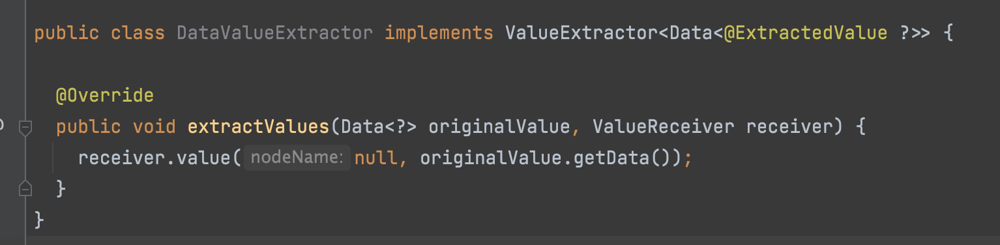 public class DataValueExtractor implements ValueExtractor<Data<@ExtractedValue ?>> {
@Override
public void extractValues(Data<?> originalValue, ValueReceiver receiver) {
receiver.value( nodeName: null, originalValue.getData());
}
}